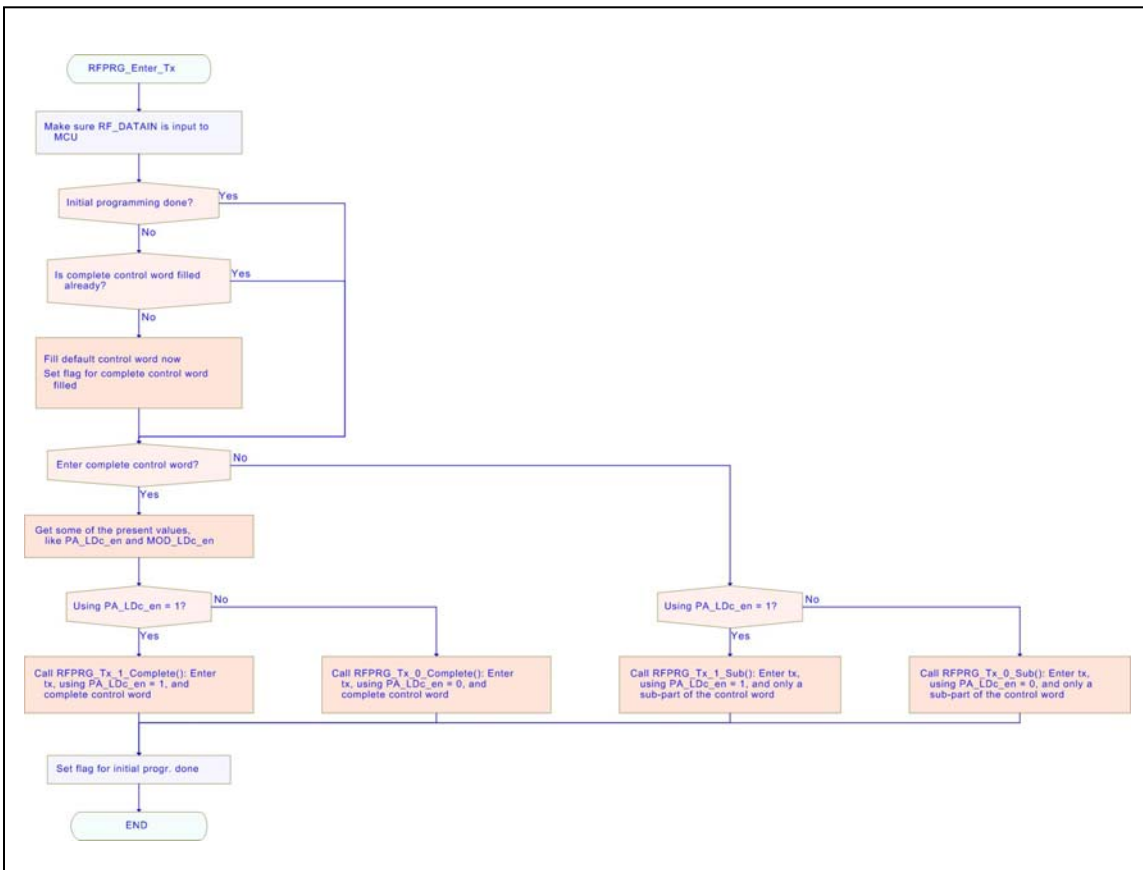 RFPRG_Enter_Tx
Make sure RF_DATAIN is input to
MCU
Initial programming done?
Yes
No
Is complete control word filled
already?
Yes
No
Fill default control word now
Set flag for complete control word
filled
Enter complete control word?
No
Yes
Get some of the present values,
like PA_LDc_en and MOD_LDc_en
Using PA_LDc_en = 1?
No
Yes
Using PA_LDc_en = 1?
No
Yes
Call RFPRG_Tx_1_Complete(): Enter
tx, using PA_LDc_en = 1, and
complete control word
Call RFPRG_Tx_0_Complete(): Enter
tx, using PA_LDc_en = 0, and
complete control word
Call RFPRG_Tx_1_Sub(): Enter tx,
using PA_LDc_en = 1, and only a
sub-part of the control word
Call RFPRG_Tx_0_Sub(): Enter tx,
using PA_LDc_en = 0, and only a
sub-part of the control word
Set flag for initial progr. done
END